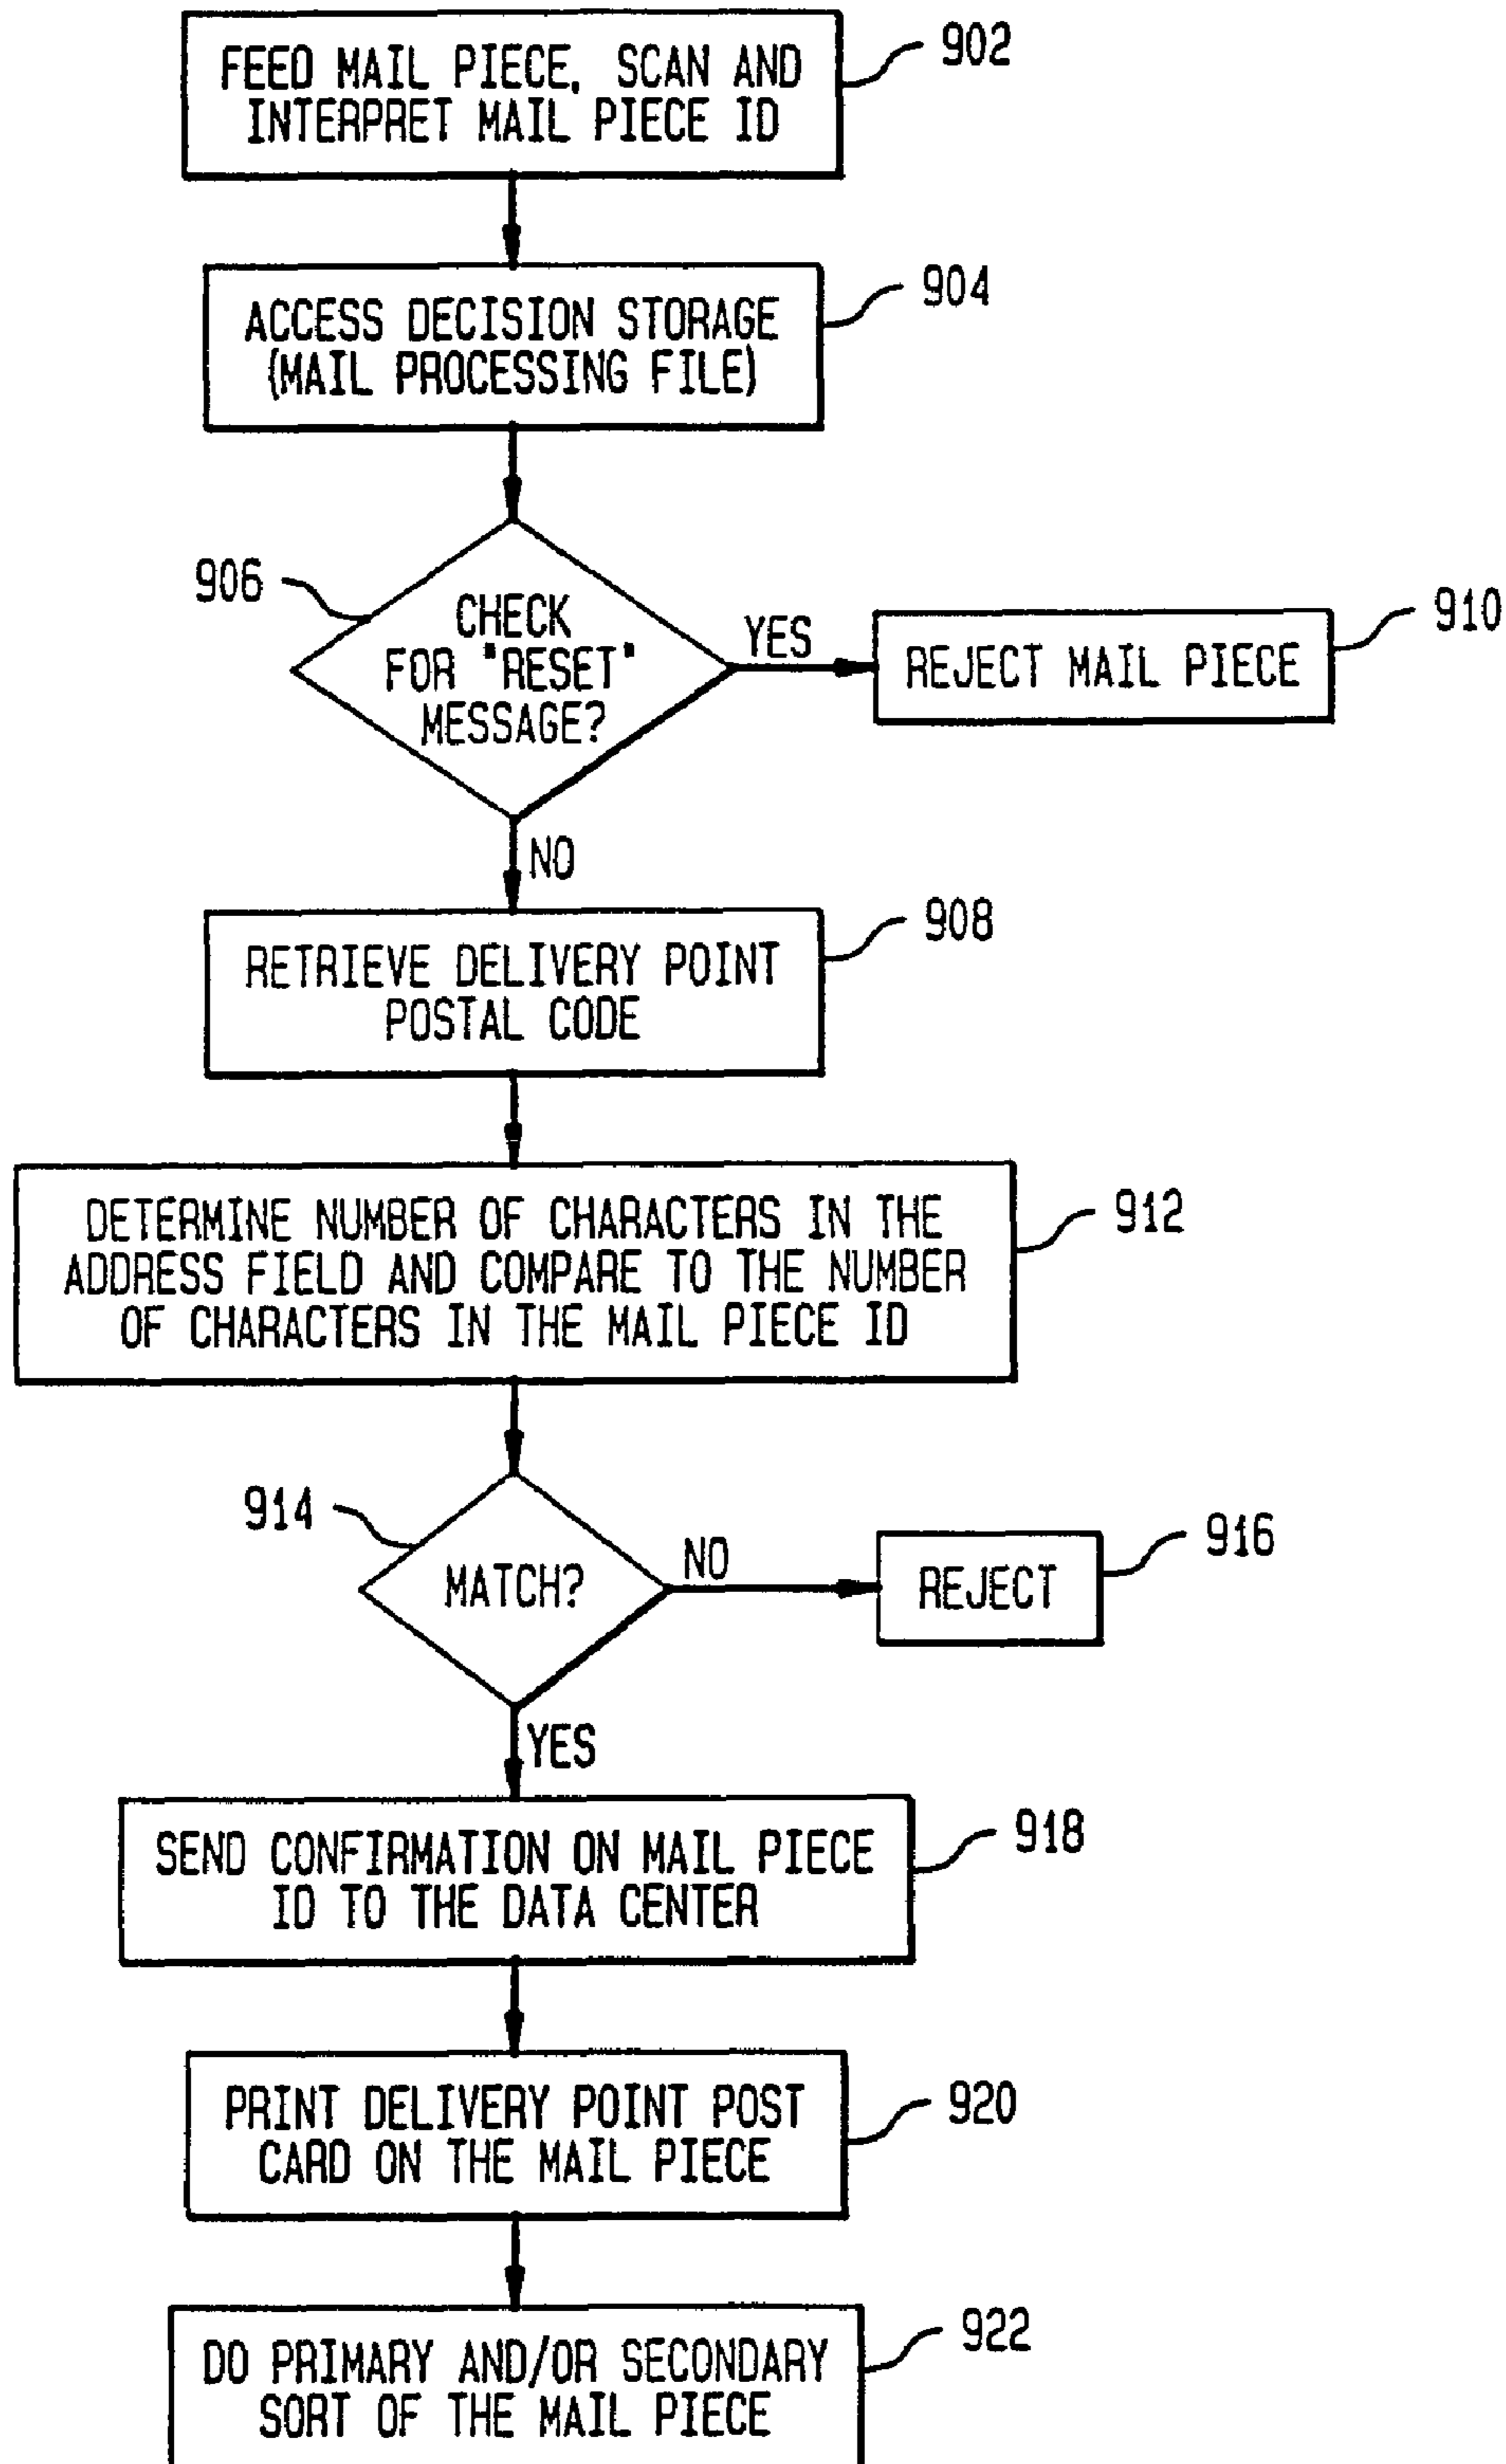 FEED MAIL PIECE, SCAN AND
INTERPRET MAIL PIECE ID
902
ACCESS DECISION STORAGE
(MAIL PROCESSING FILE)
904
906
CHECK
FOR "RESET"
MESSAGE?
YES
REJECT MAIL PIECE
910
NO
RETRIEVE DELIVERY POINT
POSTAL CODE
908
DETERMINE NUMBER OF CHARACTERS IN THE
ADDRESS FIELD AND COMPARE TO THE NUMBER
OF CHARACTERS IN THE MAIL PIECE ID
912
914
MATCH?
NO
REJECT
916
YES
SEND CONFIRMATION ON MAIL PIECE
ID TO THE DATA CENTER
918
PRINT DELIVERY POINT POST
CARD ON THE MAIL PIECE
920
DO PRIMARY AND/OR SECONDARY
SORT OF THE MAIL PIECE
922